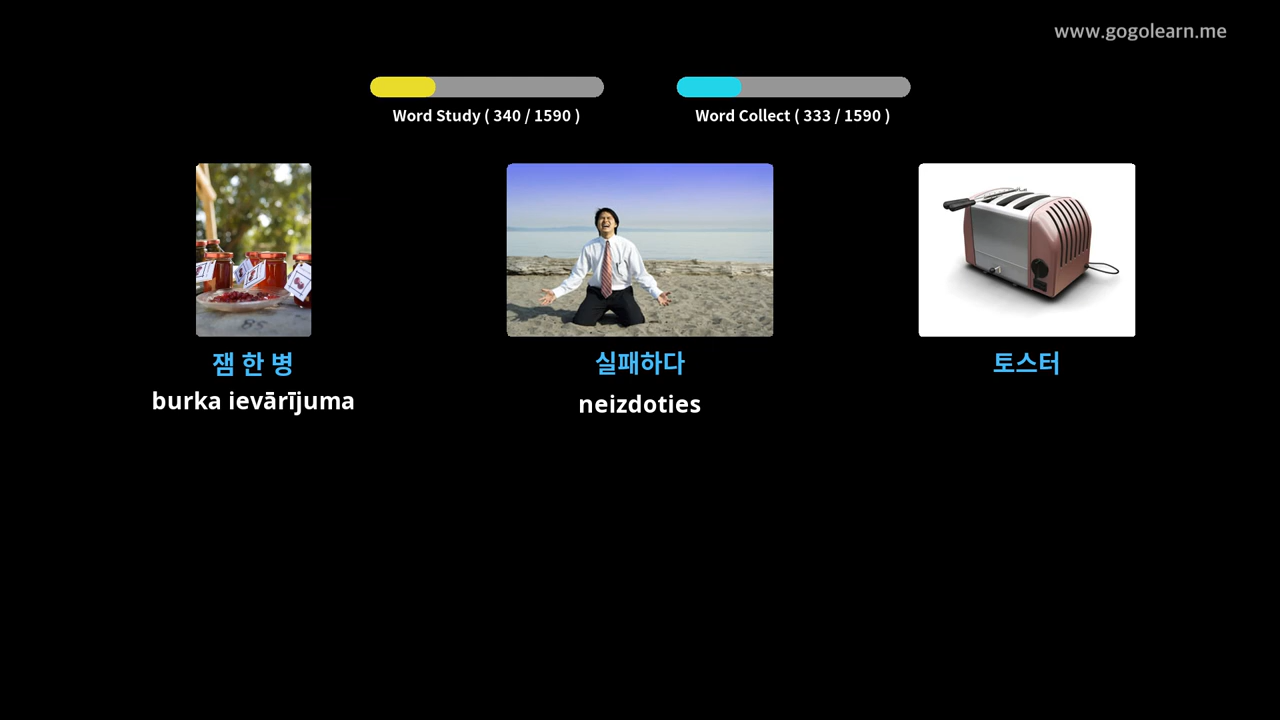 www.gogolearn.me
Word Study ( 340 / 1590 )
Word Collect ( 333 / 1590 )
잼 한 병
burka ievārījuma
실패하다
neizdoties
토스터